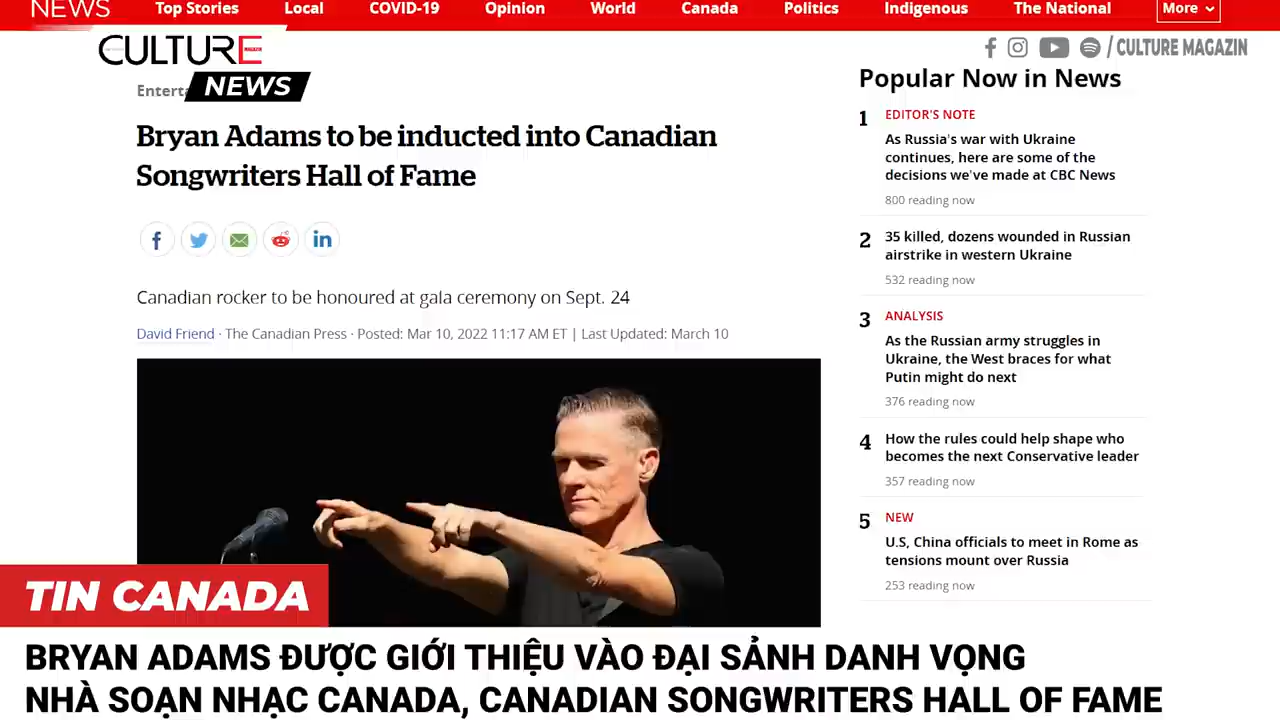 NEWS
Top Stories Local COVID-19 Opinion World Canada Politics Indigenous The National More
CULTURE
NEWS
/ CULTURE MAGAZIN
Bryan Adams to be inducted into Canadian
Songwriters Hall of Fame
Canadian rocker to be honoured at gala ceremony on Sept. 24
David Friend · The Canadian Press · Posted: Mar 10, 2022 11:17 AM ET | Last Updated: March 10
Popular Now in News
1 EDITOR'S NOTE
As Russia's war with Ukraine
continues, here are some of the
decisions we've made at CBC News
800 reading now
2 35 killed, dozens wounded in Russian
airstrike in western Ukraine
532 reading now
3 ANALYSIS
As the Russian army struggles in
Ukraine, the West braces for what
Putin might do next
376 reading now
4 How the rules could help shape who
becomes the next Conservative leader
357 reading now
5 NEW
U.S, China officials to meet in Rome as
tensions mount over Russia
253 reading now
TIN CANADA
BRYAN ADAMS ĐƯỢC GIỚI THIỆU VÀO ĐẠI SẢNH DANH VỌNG
NHÀ SOẠN NHẠC CANADA, CANADIAN SONGWRITERS HALL OF FAME